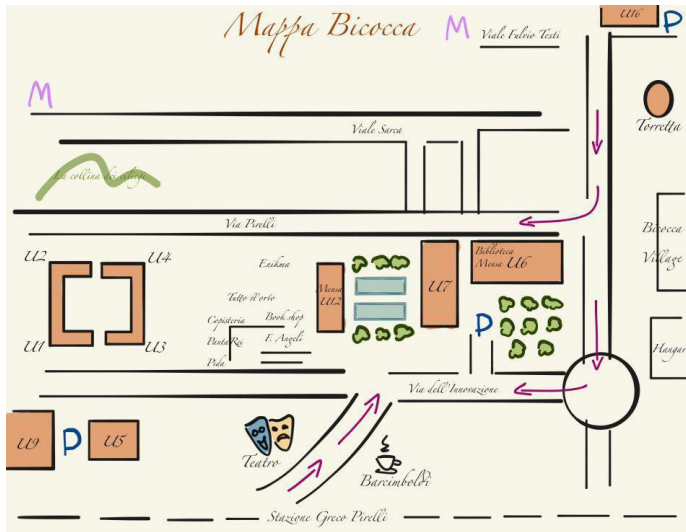 U16
P
Mappa Bicocca
M
Viale Fulvio Testi
M
Torretta
Viale Sarca
La collina dei ciliegi
Via Pirelli
Bicocca
Village
Biblioteca
Mensa U6
U2
U4
Enikma
Mensa
U12
U7
Tutto st'orto
Copisteria
Book shop
Panta Rei
F. Angeli
Pida
P
U1
U3
Hangar
Via dell'Innovazione
U9
P
U5
Teatro
Barcimboldi
Stazione Greco Pirelli